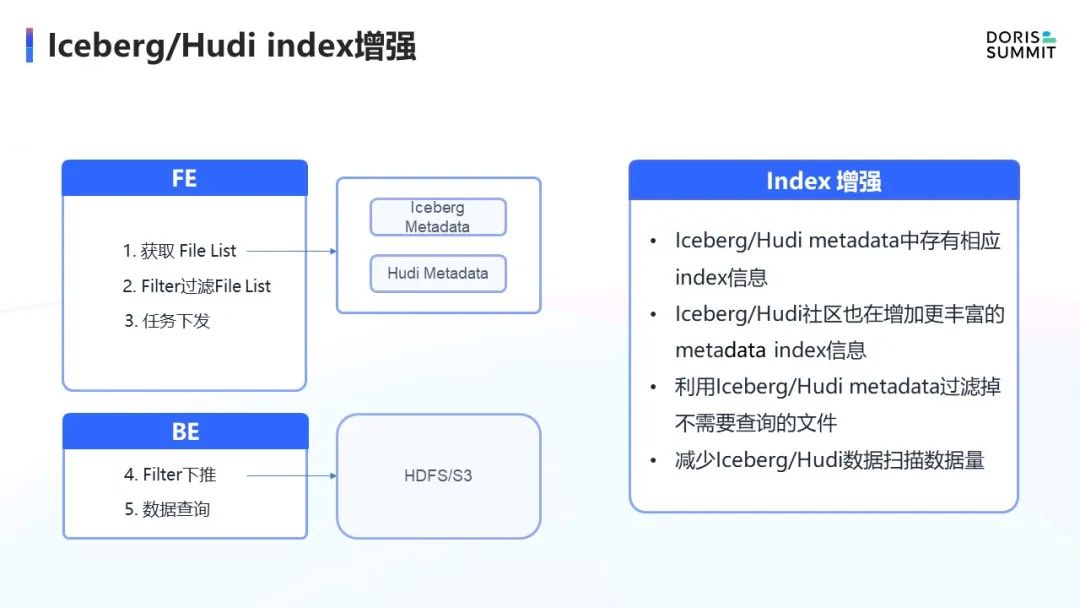 Iceberg/Hudi index增强
DORIS
SUMMIT
FE
1. 获取 File List
2. Filter过滤File List
3. 任务下发
Iceberg
Metadata
Hudi Metadata
BE
4. Filter下推
5. 数据查询
HDFS/S3
Index 增强
• Iceberg/Hudi metadata中存有相应
index信息
• Iceberg/Hudi社区也在增加更丰富的
metadata index信息
• 利用Iceberg/Hudi metadata过滤掉
不需要查询的文件
• 减少Iceberg/Hudi数据扫描数据量